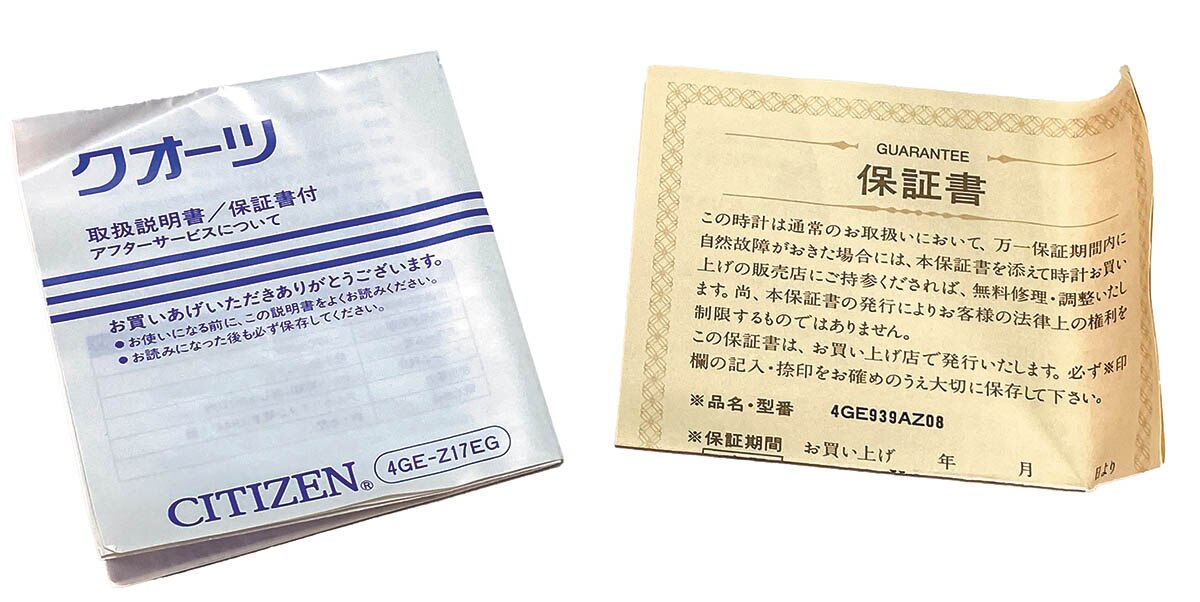 クオーツ
取扱説明書／保証書付
アフターサービスについて
お買いあげいただきありがとうございます。
●お使いになる前に、この説明書をよくお読みください。
●お読みになった後も必ず保存してください。
CITIZEN® 4GE-Z17EG
GUARANTEE
保証書
この時計は通常のお取扱いにおいて、万一保証期間内に
自然故障がおきた場合には、本保証書を添えて時計お買い
上げの販売店にご持参くだされば、無料修理・調整いたし
ます。尚、本保証書の発行によりお客様の法律上の権利を
制限するものではありません。
この保証書は、お買い上げ店で発行いたします。必ず※印
欄の記入・捺印をお確めのうえ大切に保存して下さい。
※品名・型番 4GE939AZ08
※保証期間 お買い上げ 年 月 日より